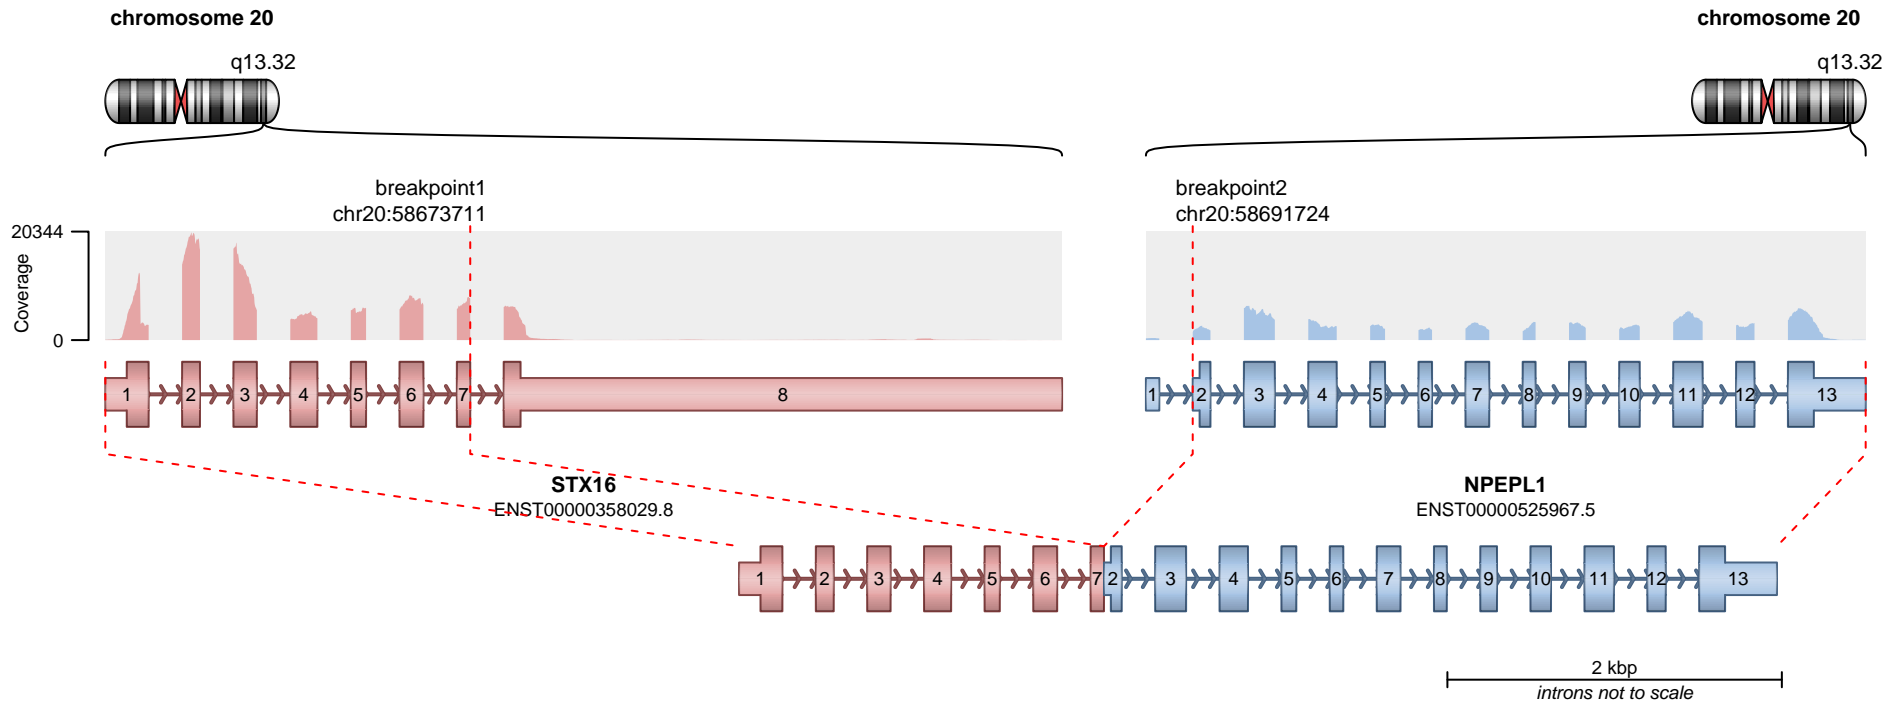 chromosome 20
chromosome 20
q13.32
q13.32
breakpoint1
chr20:58673711
breakpoint2
chr20:58691724
20344
Coverage
0
1 2 3 4 5 6 7 8
1 2 3 4 5 6 7 8 9 10 11 12 13
STX16
ENST00000358029.8
NPEPL1
ENST00000525967.5
1 2 3 4 5 6 7 2 3 4 5 6 7 8 9 10 11 12 13
2 kbp
introns not to scale